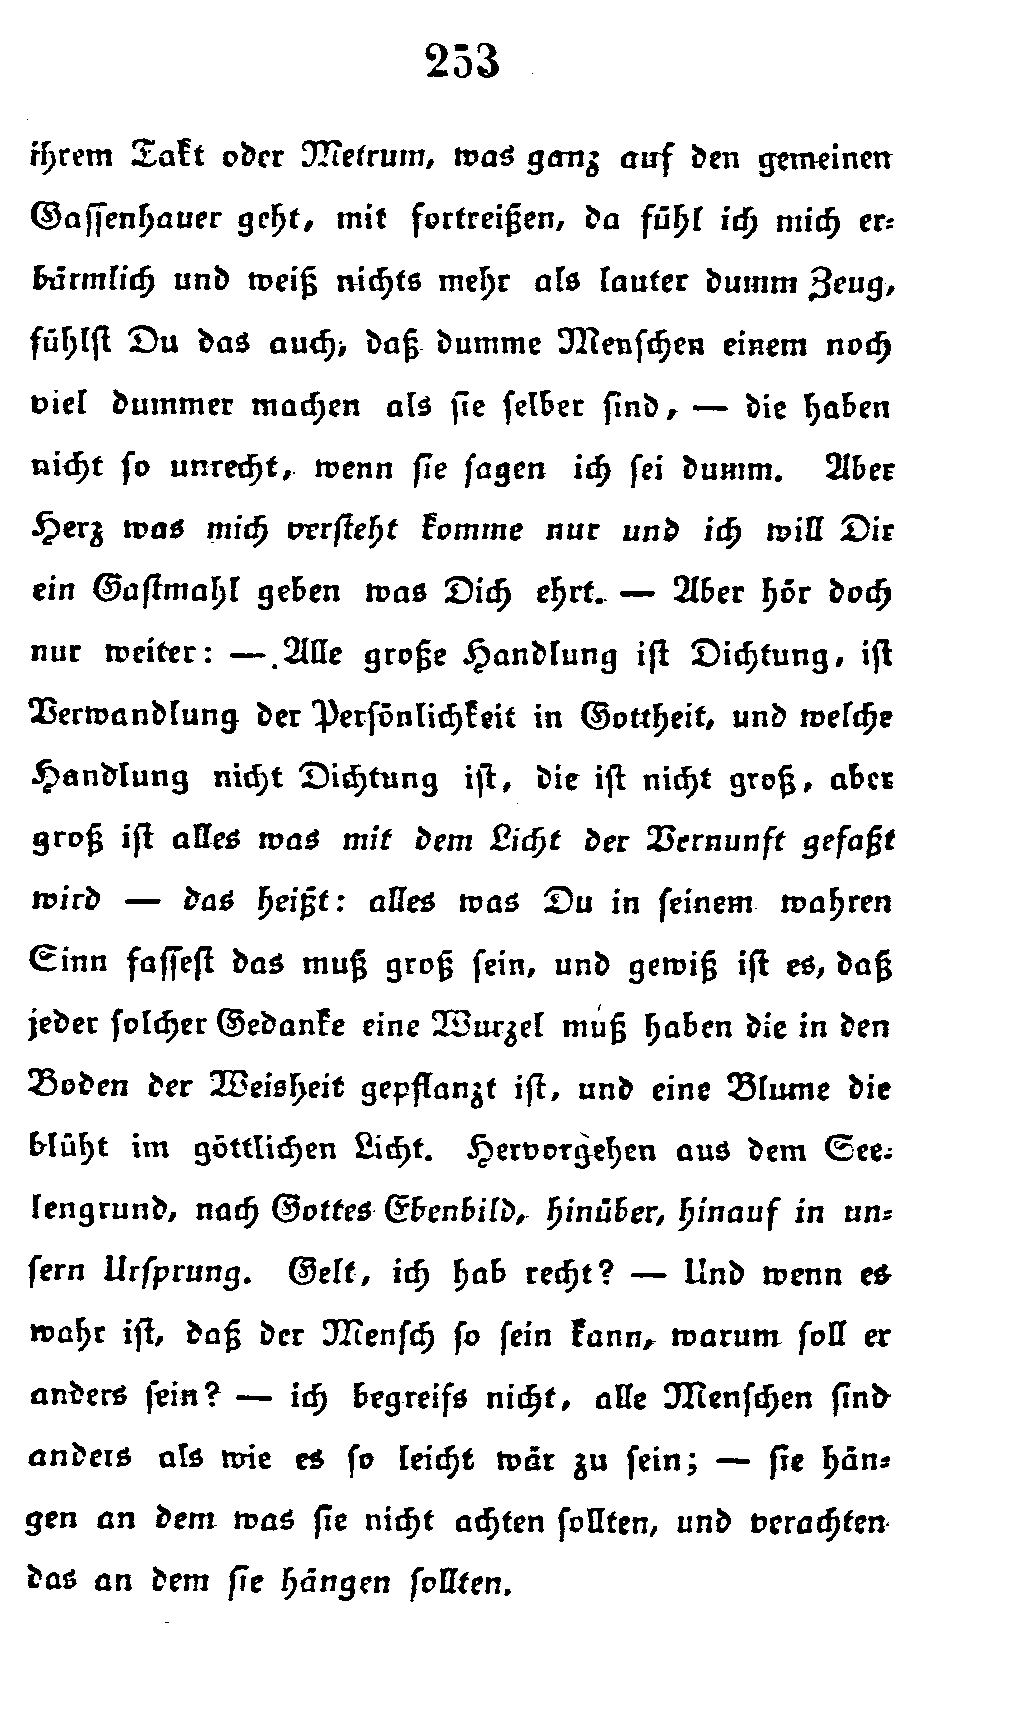 253
ihrem Takt oder Metrum, was ganz auf den gemeinen
Gassenhauer geht, mit fortreißen, da fühl ich mich er-
bärmlich und weiß nichts mehr als lauter dumm Zeug,
fühlst Du das auch, daß dumme Menschen einem noch
viel dummer machen als sie selber sind, — die haben
nicht so unrecht, wenn sie sagen ich sei dumm. Aber
Herz was mich versteht komme nur und ich will Dir
ein Gastmahl geben was Dich ehrt. — Aber hör doch
nur weiter: — Alle große Handlung ist Dichtung, ist
Verwandlung der Persönlichkeit in Gottheit, und welche
Handlung nicht Dichtung ist, die ist nicht groß, aber
groß ist alles was mit dem Licht der Vernunft gefaßt
wird — das heißt: alles was Du in seinem wahren
Sinn fassest das muß groß sein, und gewiß ist es, daß
jeder solcher Gedanke eine Wurzel muß haben die in den
Boden der Weisheit gepflanzt ist, und eine Blume die
blüht im göttlichen Licht. Hervorgehen aus dem See-
lengrund, nach Gottes Ebenbild, hinüber, hinauf in un-
sern Ursprung. Gelt, ich hab recht? — Und wenn es
wahr ist, daß der Mensch so sein kann, warum soll er
anders sein? — ich begreifs nicht, alle Menschen sind
anders als wie es so leicht wär zu sein; — sie hän-
gen an dem was sie nicht achten sollten, und verachten
das an dem sie hängen sollten.